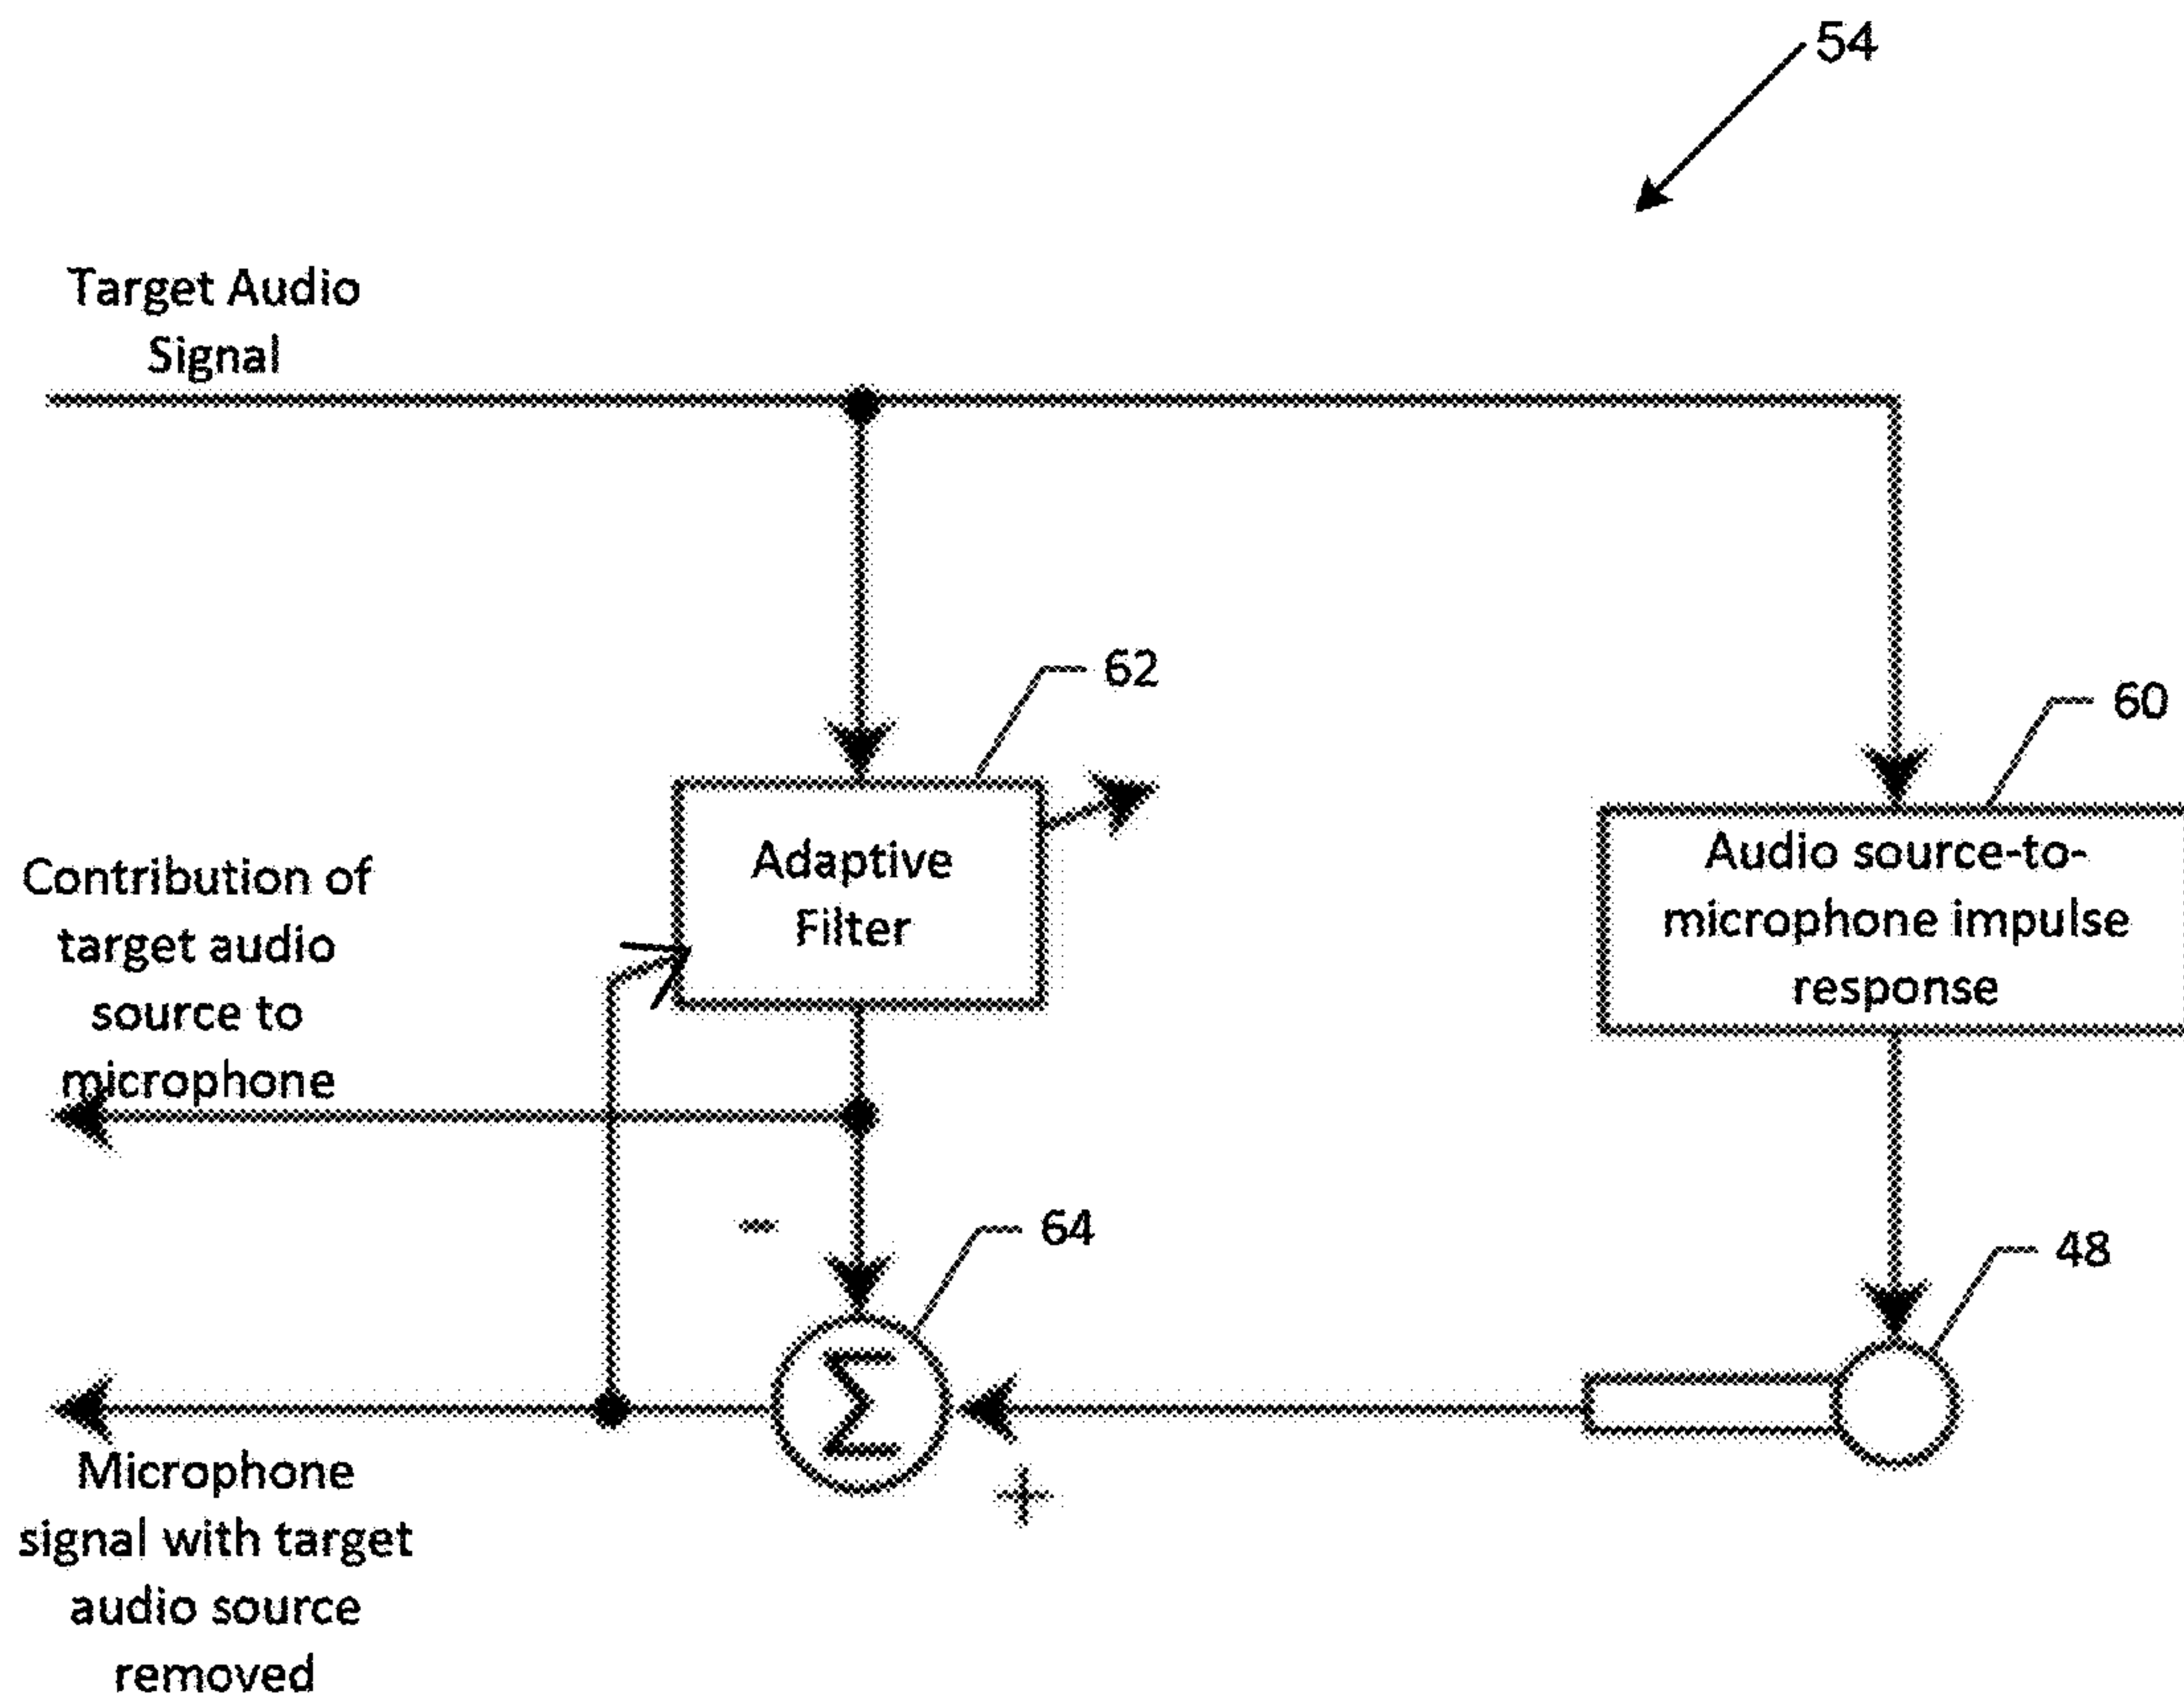 54
Target Audio
Signal
62
60
Adaptive
Filter
Audio source-to-
microphone impulse
response
Contribution of
target audio
source to
microphone
-
64
48
Σ
+
Microphone
signal with target
audio source
removed